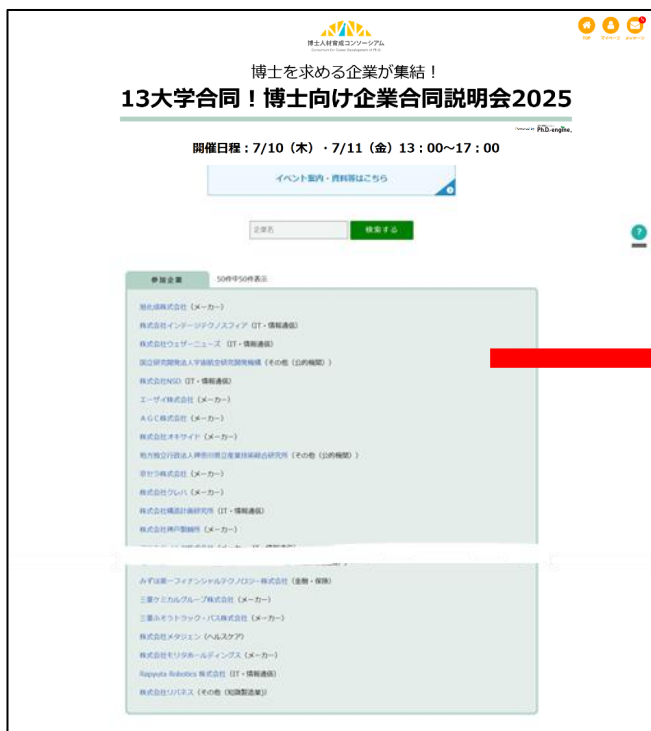 博士人材育成コンソーシアム
TOP マイページ メッセージ
博士を求める企業が集結！
13大学合同！博士向け企業合同説明会2025
Ph.D-engine.
開催日程：7/10（木）・7/11（金）13：00～17：00
イベント案内・資料等はこちら
企業名 検索する
?
参加企業 50件中50件表示
旭化成株式会社（メーカー）
株式会社インテージテクノスフィア（IT・情報通信）
株式会社ウェザーニューズ（IT・情報通信）
国立研究開発法人宇宙航空研究開発機構（その他（公的機関））
株式会社NSD（IT・情報通信）
エーザイ株式会社（メーカー）
ＡＧＣ株式会社（メーカー）
株式会社オキサイド（メーカー）
地方独立行政法人神奈川県立産業技術総合研究所（その他（公的機関））
京セラ株式会社（メーカー）
株式会社クレハ（メーカー）
株式会社構造計画研究所（IT・情報通信）
株式会社神戸製鋼所（メーカー）
みずほ第一フィナンシャルテクノロジー株式会社（金融・保険）
三菱ケミカルグループ株式会社（メーカー）
三菱ふそうトラック・バス株式会社（メーカー）
株式会社メタジェン（ヘルスケア）
株式会社モリタホールディングス（メーカー）
Rapyuta Robotics 株式会社（IT・情報通信）
株式会社リバネス（その他（知識製造業））